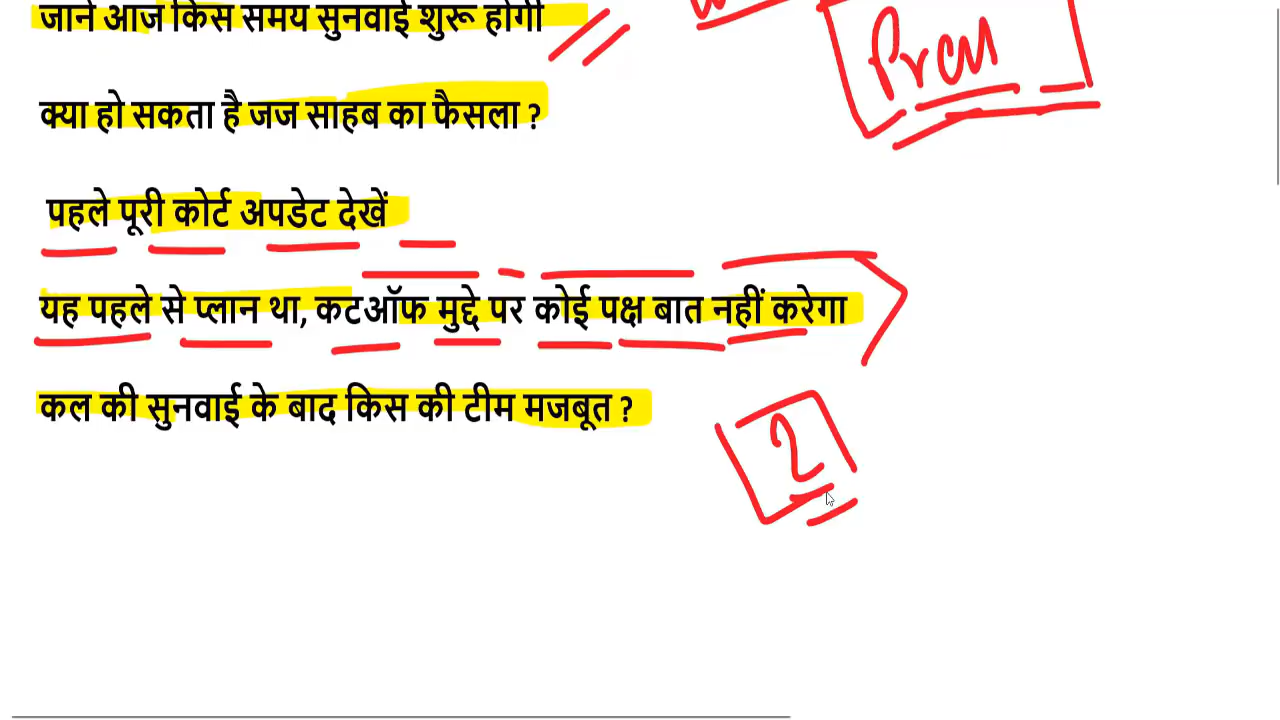 जाने आज किस समय सुनवाई शुरू होगी
क्या हो सकता है जज साहब का फैसला ?
पहले पूरी कोर्ट अपडेट देखें
यह पहले से प्लान था, कटऑफ मुद्दे पर कोई पक्ष बात नहीं करेगा
कल की सुनवाई के बाद किस की टीम मजबूत ?
2